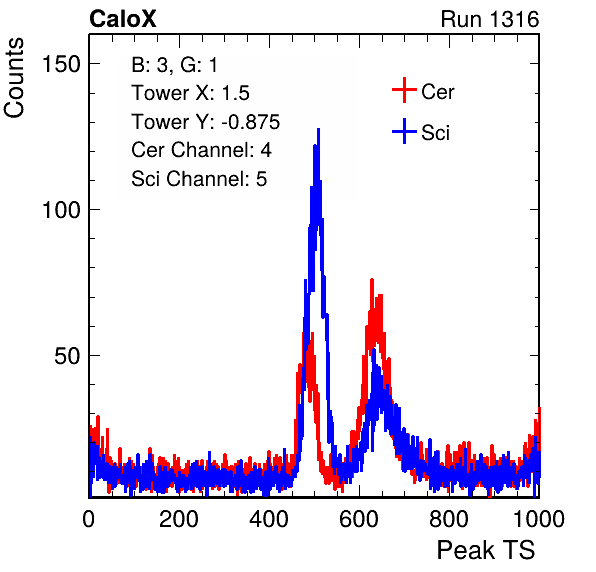 CaloX Run 1316
B: 3, G: 1
Tower X: 1.5
Tower Y: -0.875
Cer Channel: 4
Sci Channel: 5
Cer
Sci
Counts
150
100
50
0 200 400 600 800 1000
Peak TS